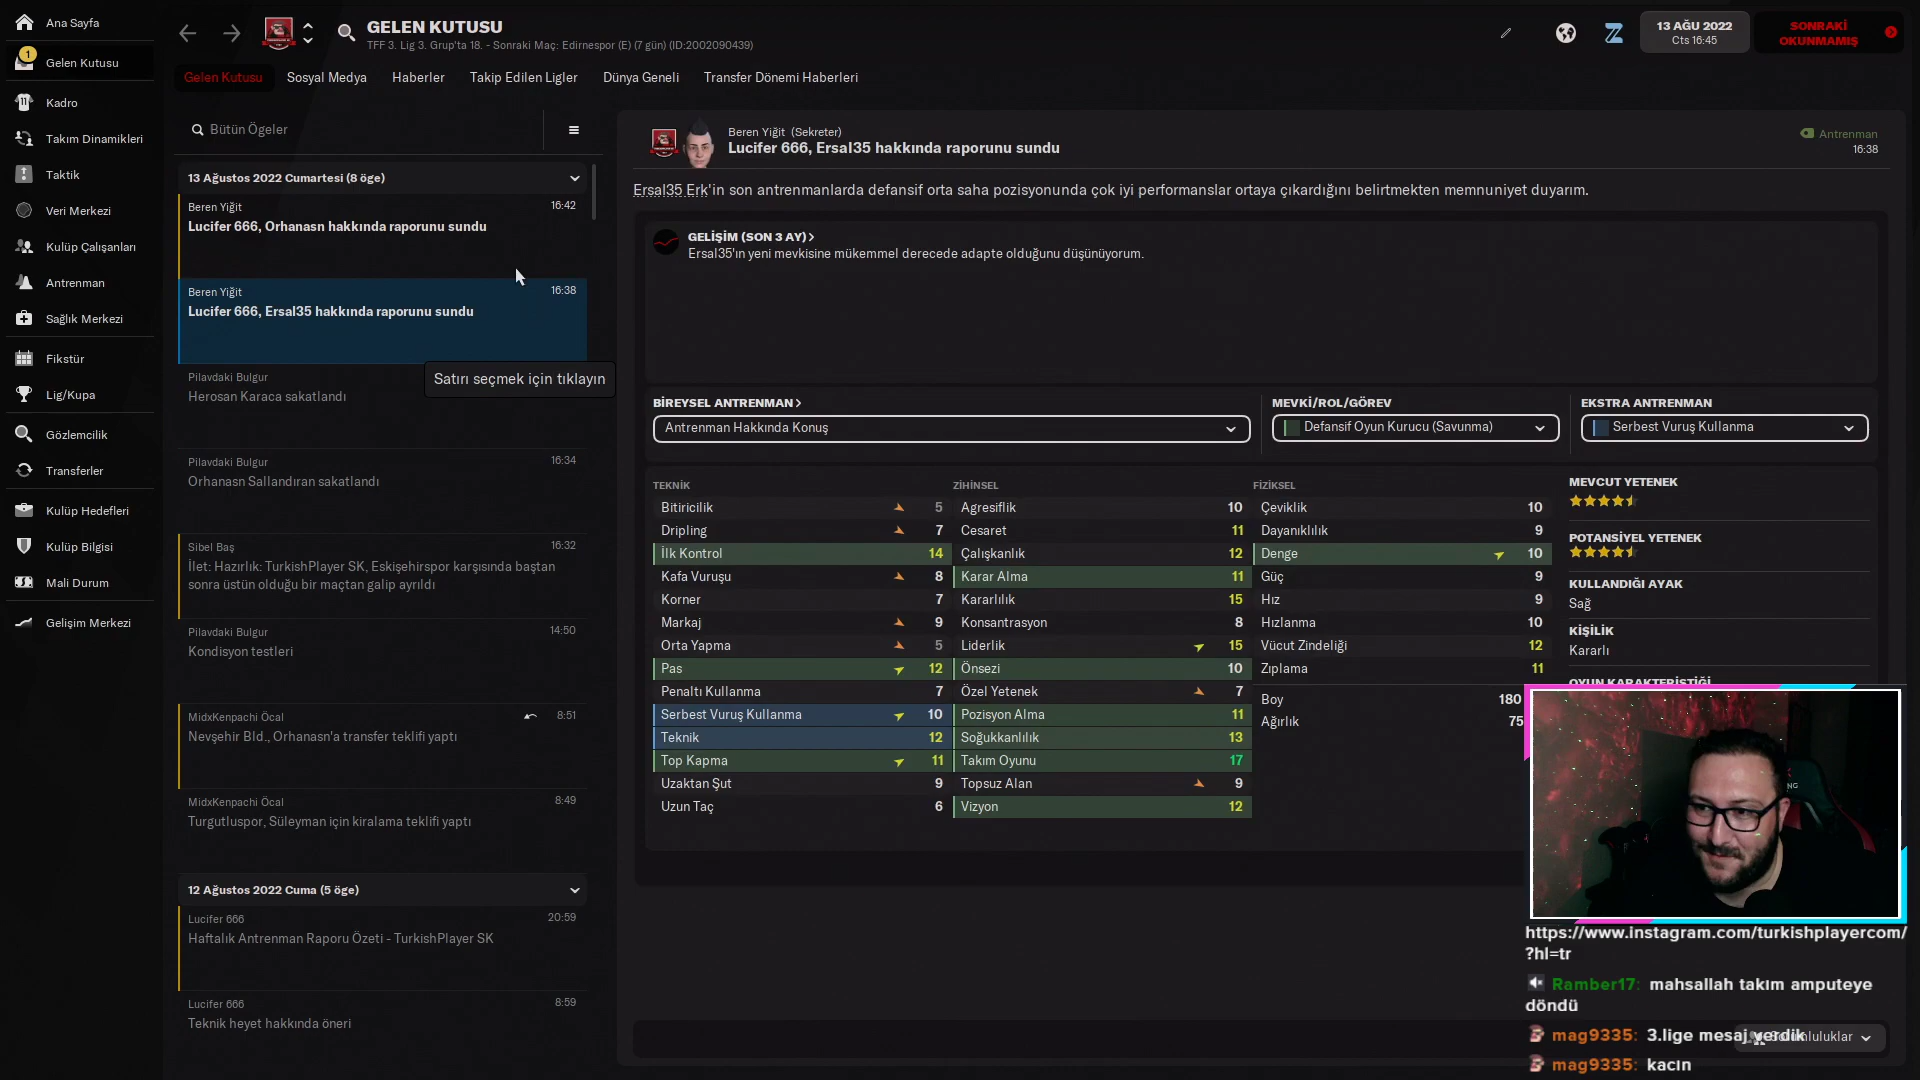 Ana Sayfa
1
Gelen Kutusu
Kadro
Takım Dinamikleri
Taktik
Veri Merkezi
Kulüp Çalışanları
Antrenman
Sağlık Merkezi
Fikstür
Lig/Kupa
Gözlemcilik
Transferler
Kulüp Hedefleri
Kulüp Bilgisi
Mali Durum
Gelişim Merkezi
GELEN KUTUSU
TFF 3. Lig 3. Grup'ta 18. - Sonraki Maç: Edirnespor (E) (7 gün) (ID:2002090439)
13 AĞU 2022
Cts 16:45
SONRAKİ
OKUNMAMIŞ
Gelen Kutusu Sosyal Medya Haberler Takip Edilen Ligler Dünya Geneli Transfer Dönemi Haberleri
Bütün Ögeler
13 Ağustos 2022 Cumartesi (8 öge)
Beren Yiğit 16:42
Lucifer 666, Orhanasn hakkında raporunu sundu
Beren Yiğit 16:38
Lucifer 666, Ersal35 hakkında raporunu sundu
Satırı seçmek için tıklayın
Pilavdaki Bulgur
Herosan Karaca sakatlandı
Pilavdaki Bulgur 16:34
Orhanasn Sallandıran sakatlandı
Sibel Baş 16:32
İlet: Hazırlık: TurkishPlayer SK, Eskişehirspor karşısında baştan
sonra üstün olduğu bir maçtan galip ayrıldı
Pilavdaki Bulgur 14:50
Kondisyon testleri
MidxKenpachi Öcal 8:51
Nevşehir Bld., Orhanasn'a transfer teklifi yaptı
MidxKenpachi Öcal 8:49
Turgutluspor, Süleyman için kiralama teklifi yaptı
12 Ağustos 2022 Cuma (5 öge)
Lucifer 666 20:59
Haftalık Antrenman Raporu Özeti - TurkishPlayer SK
Lucifer 666 8:59
Teknik heyet hakkında öneri
Beren Yiğit (Sekreter)
Lucifer 666, Ersal35 hakkında raporunu sundu
Antrenman
16:38
Ersal35 Erk'in son antrenmanlarda defansif orta saha pozisyonunda çok iyi performanslar ortaya çıkardığını belirtmekten memnuniyet duyarım.
GELİŞİM (SON 3 AY)
Ersal35'ın yeni mevkisine mükemmel derecede adapte olduğunu düşünüyorum.
BİREYSEL ANTRENMAN
Antrenman Hakkında Konuş
MEVKİ/ROL/GÖREV
Defansif Oyun Kurucu (Savunma)
EKSTRA ANTRENMAN
Serbest Vuruş Kullanma
TEKNİK
Bitiricilik 5
Dripling 7
İlk Kontrol 14
Kafa Vuruşu 8
Korner 7
Markaj 9
Orta Yapma 5
Pas 12
Penaltı Kullanma 7
Serbest Vuruş Kullanma 10
Teknik 12
Top Kapma 11
Uzaktan Şut 9
Uzun Taç 6
ZİHİNSEL
Agresiflik 10
Cesaret 11
Çalışkanlık 12
Karar Alma 11
Kararlılık 15
Konsantrasyon 8
Liderlik 15
Önsezi 10
Özel Yetenek 7
Pozisyon Alma 11
Soğukkanlılık 13
Takım Oyunu 17
Topsuz Alan 9
Vizyon 12
FİZİKSEL
Çeviklik 10
Dayanıklılık 9
Denge 10
Güç 9
Hız 9
Hızlanma 10
Vücut Zindeliği 12
Zıplama 11
Boy 180
Ağırlık 75
MEVCUT YETENEK
POTANSİYEL YETENEK
KULLANDIĞI AYAK
Sağ
KİŞİLİK
Kararlı
OYUN KARAKTERİSTİĞİ
https://www.instagram.com/turkishplayercom/
?hl=tr
Ramber17: mahsallah takım amputeye
döndü
mag9335: 3.lige mesaj verdik
mag9335: kacın